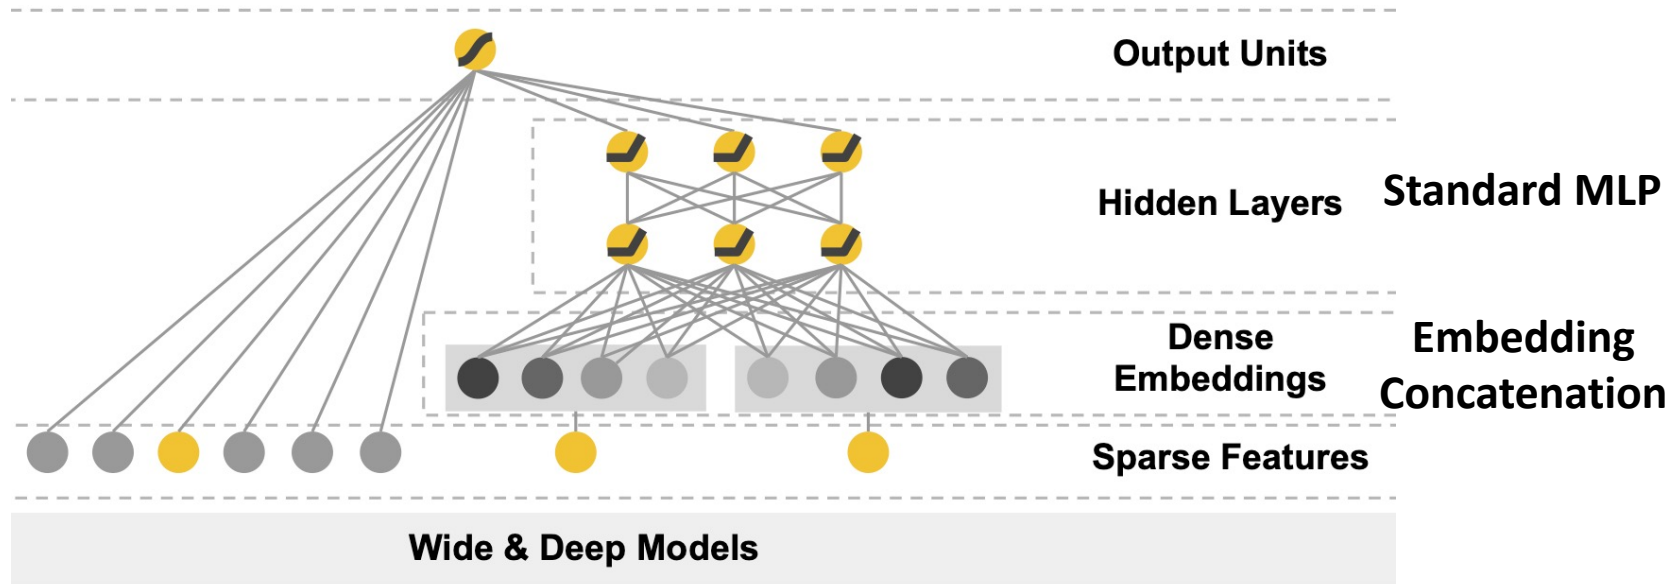 Output Units
Hidden Layers
Standard MLP
Dense
Embeddings
Embedding
Concatenation
Sparse Features
Wide & Deep Models